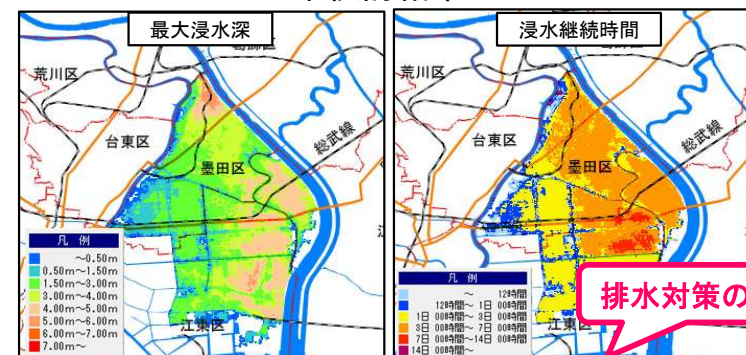 最大浸水深
荒川区
台東区
墨田区
総武線
江東区
凡 例
～0.50m
0.50m～1.50m
1.50m～3.00m
3.00m～4.00m
4.00m～5.00m
5.00m～6.00m
6.00m～7.00m
7.00m～
浸水継続時間
荒川区
台東区
墨田区
総武線
江東区
凡 例
～ 12時間
12時間～ 1日 00時間
1日 00時間～ 3日 00時間
3日 00時間～ 7日 00時間
7日 00時間～14日 00時間
14日 00時間～
排水対策の